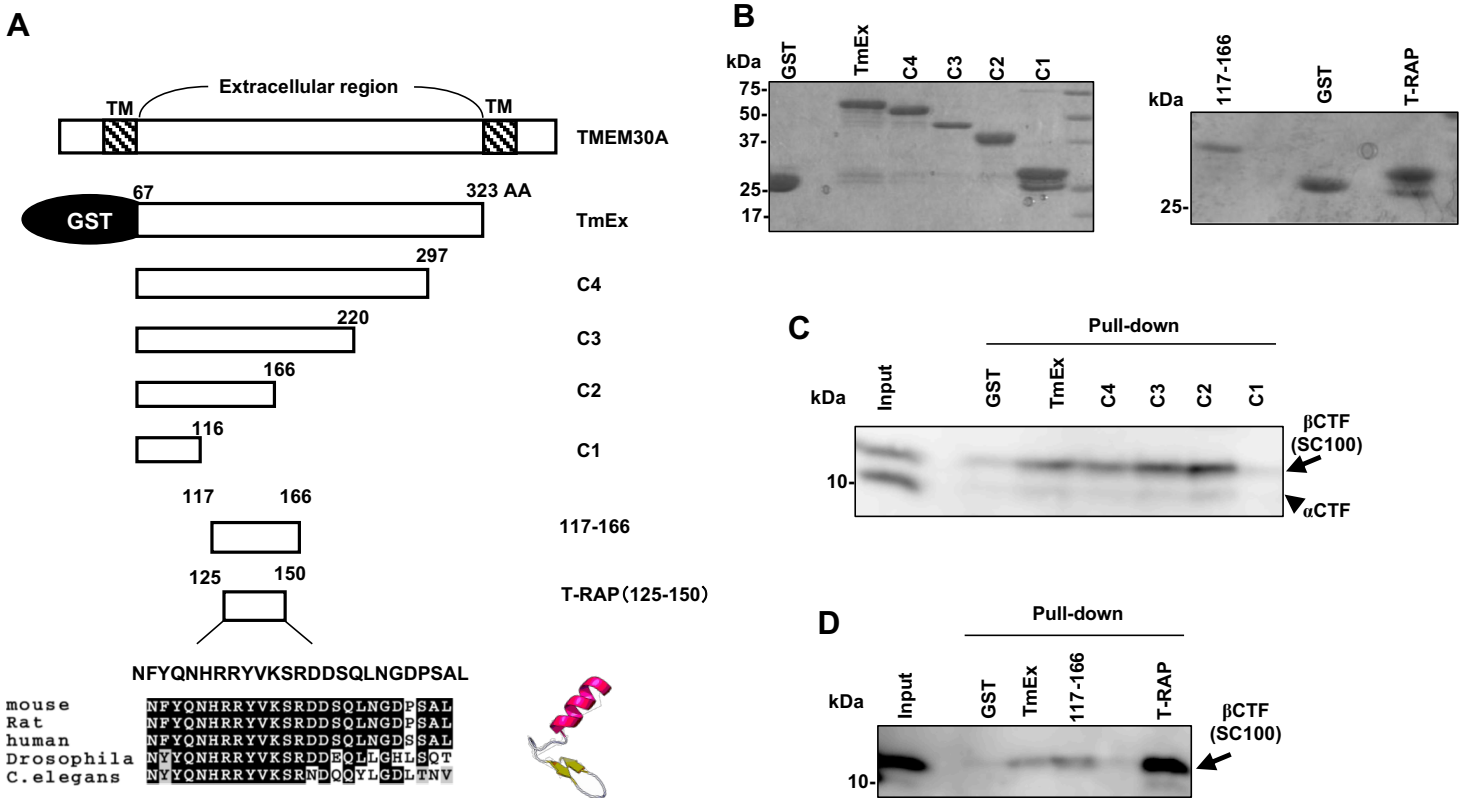 A
Extracellular region
TM
TM
TMEM30A
67
323 AA
GST
TmEx
297
C4
220
C3
166
C2
116
C1
117
166
117-166
125
150
T-RAP（125-150）
NFYQNHRRYVKSRDDSQLNGDPSAL
mouse NFYQNHRRYVKSRDDSQLNGDPSAL
Rat NFYQNHRRYVKSRDDSQLNGDPSAL
human NFYQNHRRYVKSRDDSQLNGDSSAL
Drosophila NYYQNHRRYVKSRDDEQLLGHLSQT
C.elegans NYYQNHRRYVKSRNDQQYLGDLTNV
B
kDa
GST
TmEx
C4
C3
C2
C1
75-
50-
37-
25-
17-
kDa
117-166
GST
T-RAP
25-
C
Pull-down
kDa
Input
GST
TmEx
C4
C3
C2
C1
10-
βCTF
(SC100)
αCTF
D
Pull-down
kDa
Input
GST
TmEx
117-166
T-RAP
10-
βCTF
(SC100)